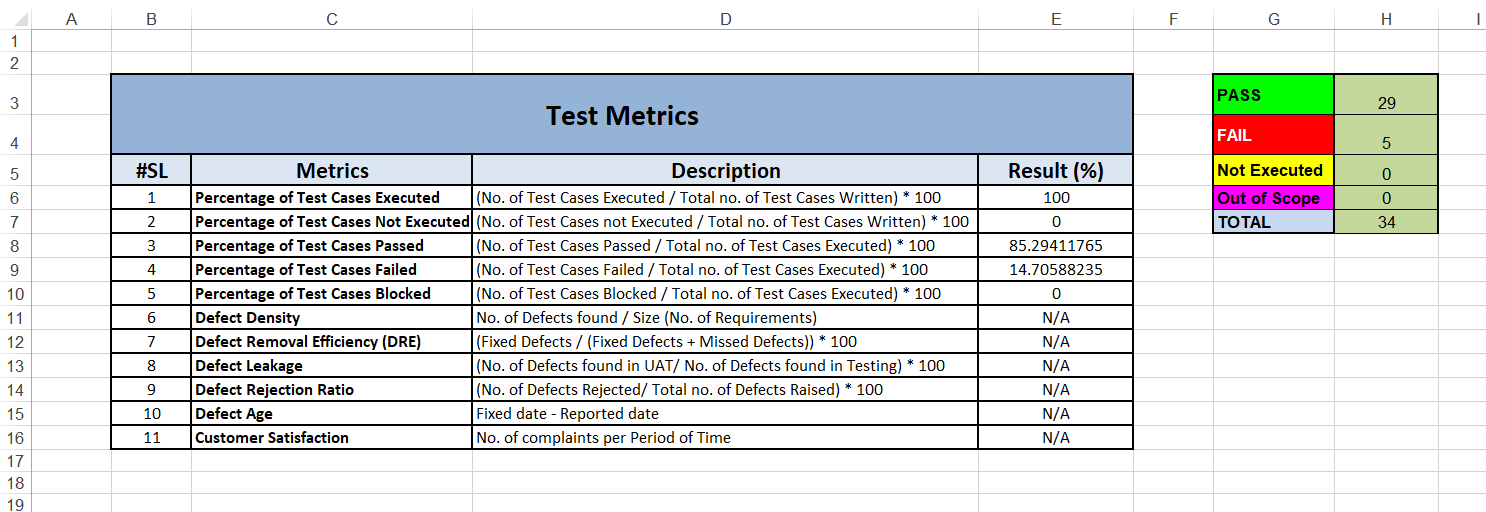 A B C D E F G H I
1
2
3 PASS 29
Test Metrics
4 FAIL 5
5 #SL Metrics Description Result (%) Not Executed 0
6 1 Percentage of Test Cases Executed (No. of Test Cases Executed / Total no. of Test Cases Written) * 100 100 Out of Scope 0
7 2 Percentage of Test Cases Not Executed (No. of Test Cases not Executed / Total no. of Test Cases Written) * 100 0 TOTAL 34
8 3 Percentage of Test Cases Passed (No. of Test Cases Passed / Total no. of Test Cases Executed) * 100 85.29411765
9 4 Percentage of Test Cases Failed (No. of Test Cases Failed / Total no. of Test Cases Executed) * 100 14.70588235
10 5 Percentage of Test Cases Blocked (No. of Test Cases Blocked / Total no. of Test Cases Executed) * 100 0
11 6 Defect Density No. of Defects found / Size (No. of Requirements) N/A
12 7 Defect Removal Efficiency (DRE) (Fixed Defects / (Fixed Defects + Missed Defects)) * 100 N/A
13 8 Defect Leakage (No. of Defects found in UAT/ No. of Defects found in Testing) * 100 N/A
14 9 Defect Rejection Ratio (No. of Defects Rejected/ Total no. of Defects Raised) * 100 N/A
15 10 Defect Age Fixed date - Reported date N/A
16 11 Customer Satisfaction No. of complaints per Period of Time N/A
17
18
19